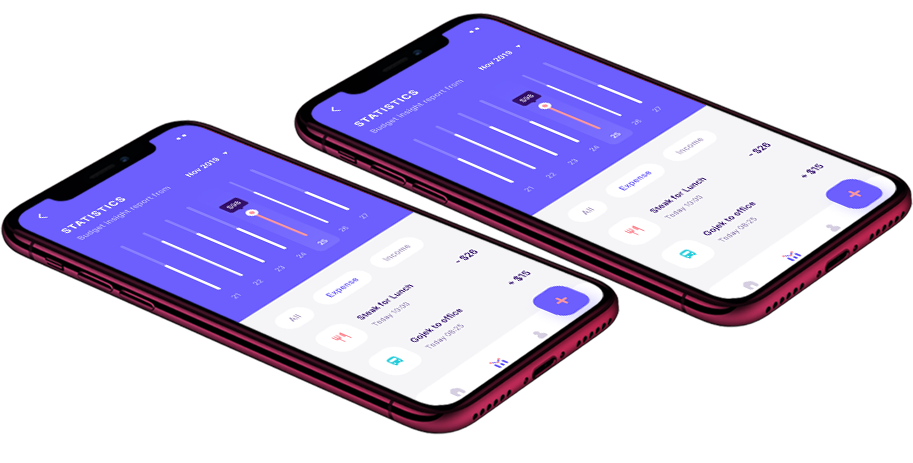 STATISTICS
Budget insight report from
Nov 2019
$98
21
22
23
24
25
26
27
All
Expense
Income
Steak for Lunch
Today 10:00
- $26
Gojek to office
Today 08:25
+ $15
STATISTICS
Budget insight report from
Nov 2019
$98
21
22
23
24
25
26
27
All
Expense
Income
Steak for Lunch
Today 10:00
- $26
Gojek to office
Today 08:25
+ $15